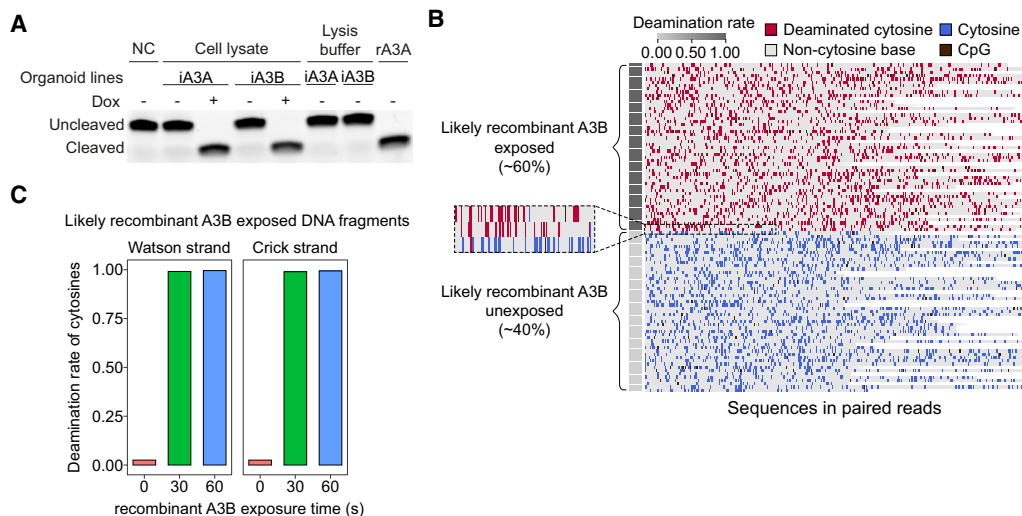 A
NC
Cell lysate
Lysis
buffer
rA3A
Organoid lines
iA3A
iA3B
iA3A
iA3B
Dox
- - + - + - - -
Uncleaved
Cleaved
B
Deamination rate
0.00 0.50 1.00
Deaminated cytosine
Cytosine
Non-cytosine base
CpG
Likely recombinant A3B
exposed
(~60%)
Likely recombinant A3B
unexposed
(~40%)
Sequences in paired reads
C
Likely recombinant A3B exposed DNA fragments
Watson strand
Crick strand
Deamination rate of cytosines
1.00
0.75
0.50
0.25
0.00
0 30 60
0 30 60
recombinant A3B exposure time (s)